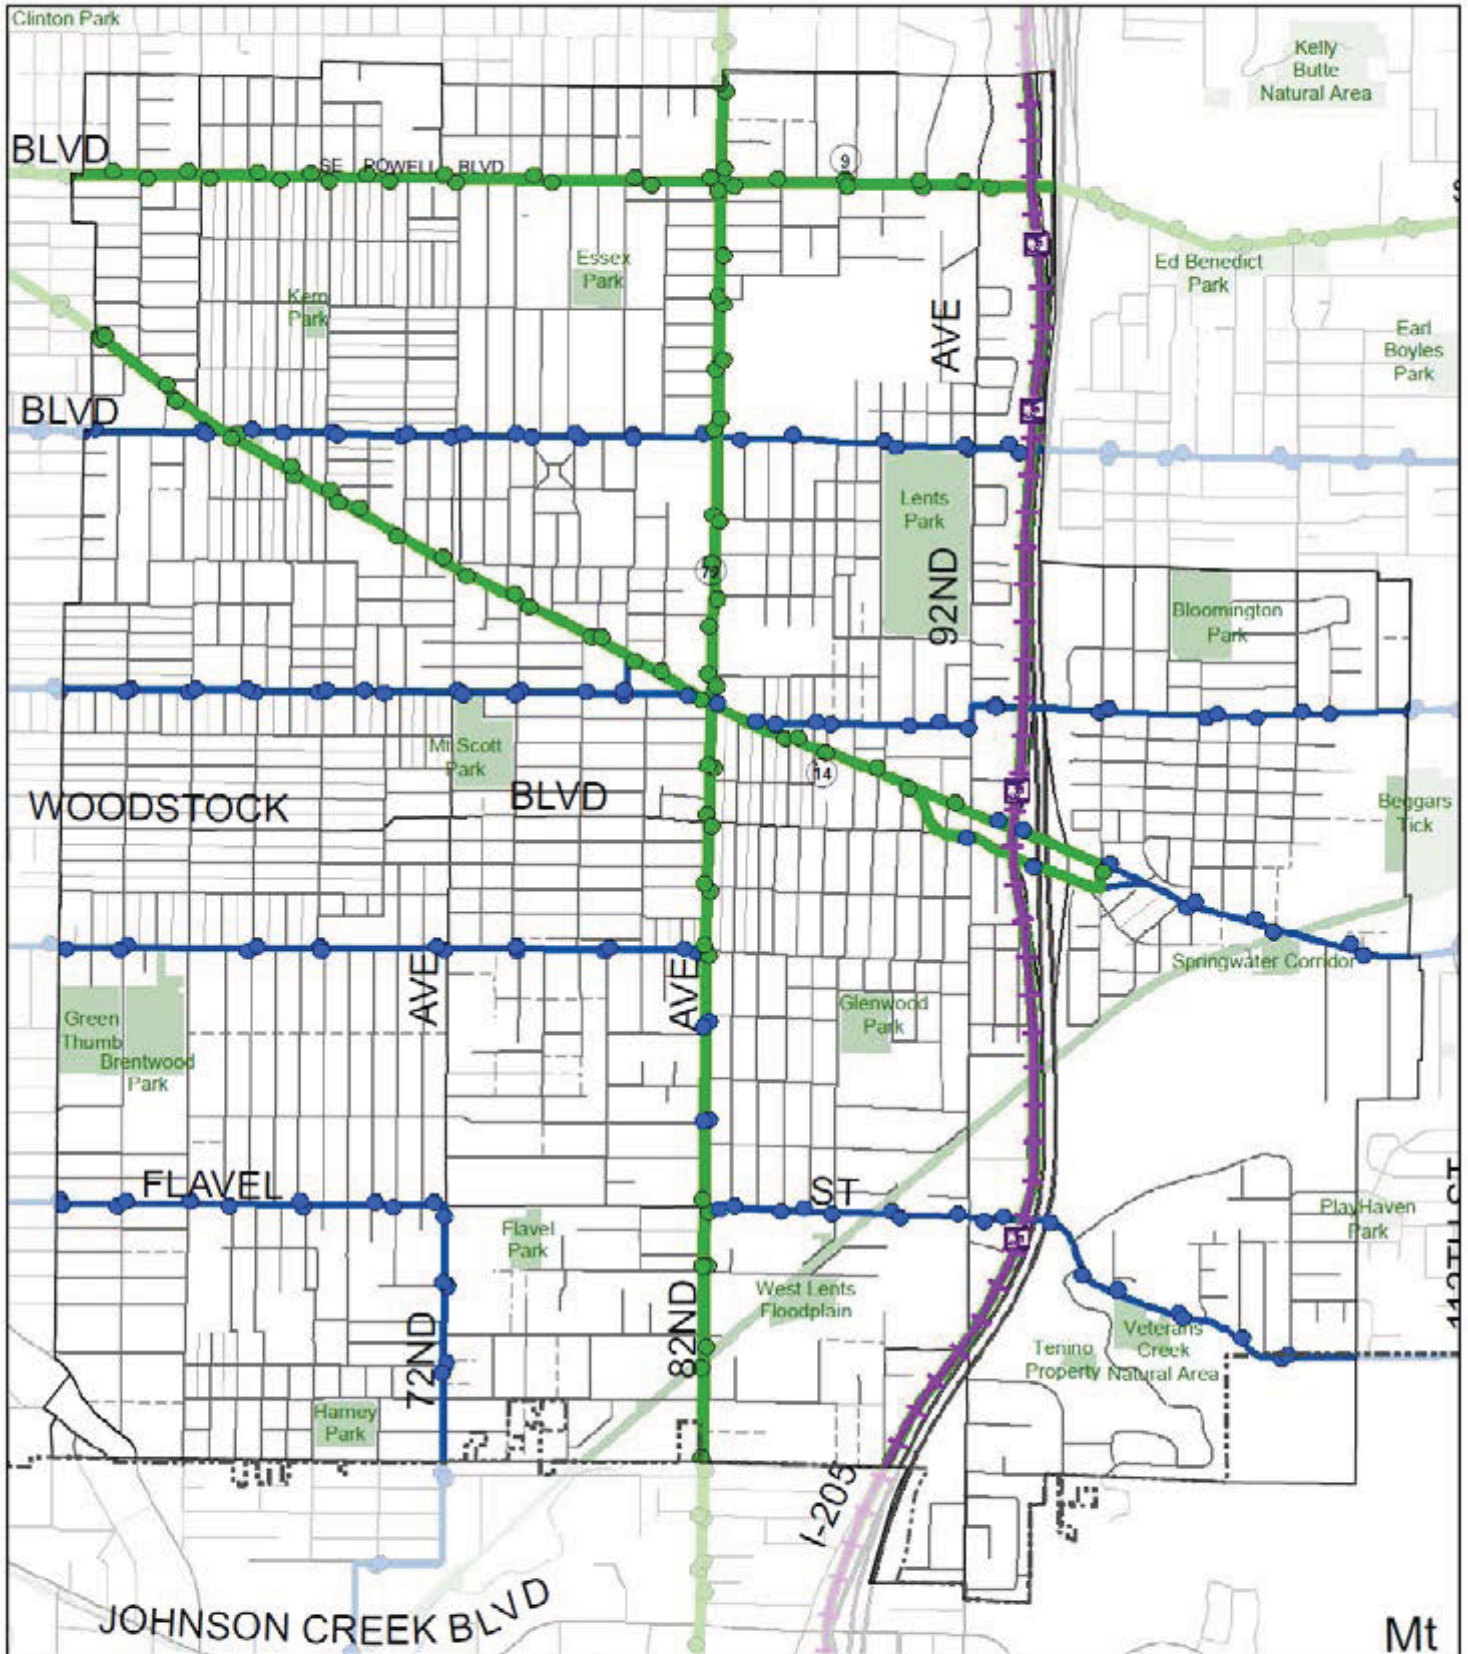 Clinton Park
Kelly
Butte
Natural Area
BLVD
SE POWELL BLVD
9
Essex
Park
Kern
Park
Ed Benedict
Park
AVE
Earl
Boyles
Park
BLVD
Lents
Park
92ND
72
Bloomington
Park
Mt Scott
Park
14
WOODSTOCK
BLVD
Beggars
Tick
Springwater Corridor
AVE
AVE
Green
Thumb
Brentwood
Park
Glenwood
Park
FLAVEL
ST
PlayHaven
Park
Flavel
Park
West Lents
Floodplain
72ND
82ND
Tenino
Property
Veterans
Creek
Natural Area
112TH ST
Harney
Park
I-205
JOHNSON CREEK BLVD
Mt